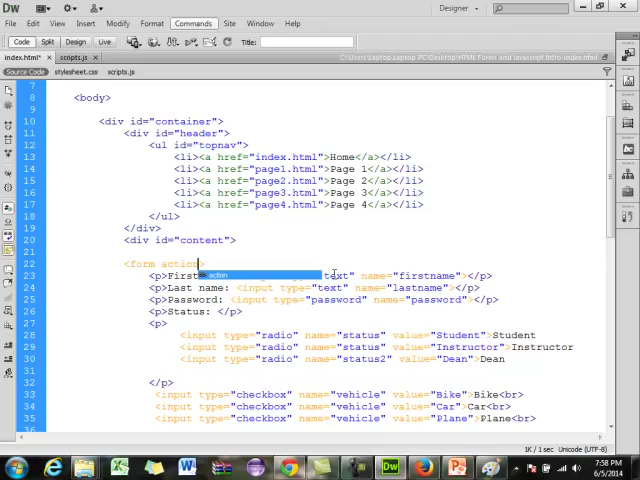 Dw
Designer
File Edit View Insert Modify Format Commands Site Window Help
Code Split Design Live Title:
index.html* × scripts.js ×
Source Code stylesheet.css scripts.js
7
8 <body>
9
10 <div id="container">
11 <div id="header">
12 <ul id="topnav">
13 <li><a href="index.html">Home</a></li>
14 <li><a href="page1.html">Page 1</a></li>
15 <li><a href="page2.html">Page 2</a></li>
16 <li><a href="page3.html">Page 3</a></li>
17 <li><a href="page4.html">Page 4</a></li>
18 </ul>
19 </div>
20 <div id="content">
21
22 <form action>
action
23 <p>First text" name="firstname"></p>
24 <p>Last name: <input type="text" name="lastname"></p>
25 <p>Password: <input type="password" name="password"></p>
26 <p>Status: </p>
27 <p>
28 <input type="radio" name="status" value="Student">Student
29 <input type="radio" name="status" value="Instructor">Instructor
30 <input type="radio" name="status2" value="Dean">Dean
31
32 </p>
33 <input type="checkbox" name="vehicle" value="Bike">Bike<br>
34 <input type="checkbox" name="vehicle" value="Car">Car<br>
35 <input type="checkbox" name="vehicle" value="Plane">Plane<br>
1K / 1 sec Unicode (UTF-8)
Dw
7:58 PM
6/5/2014